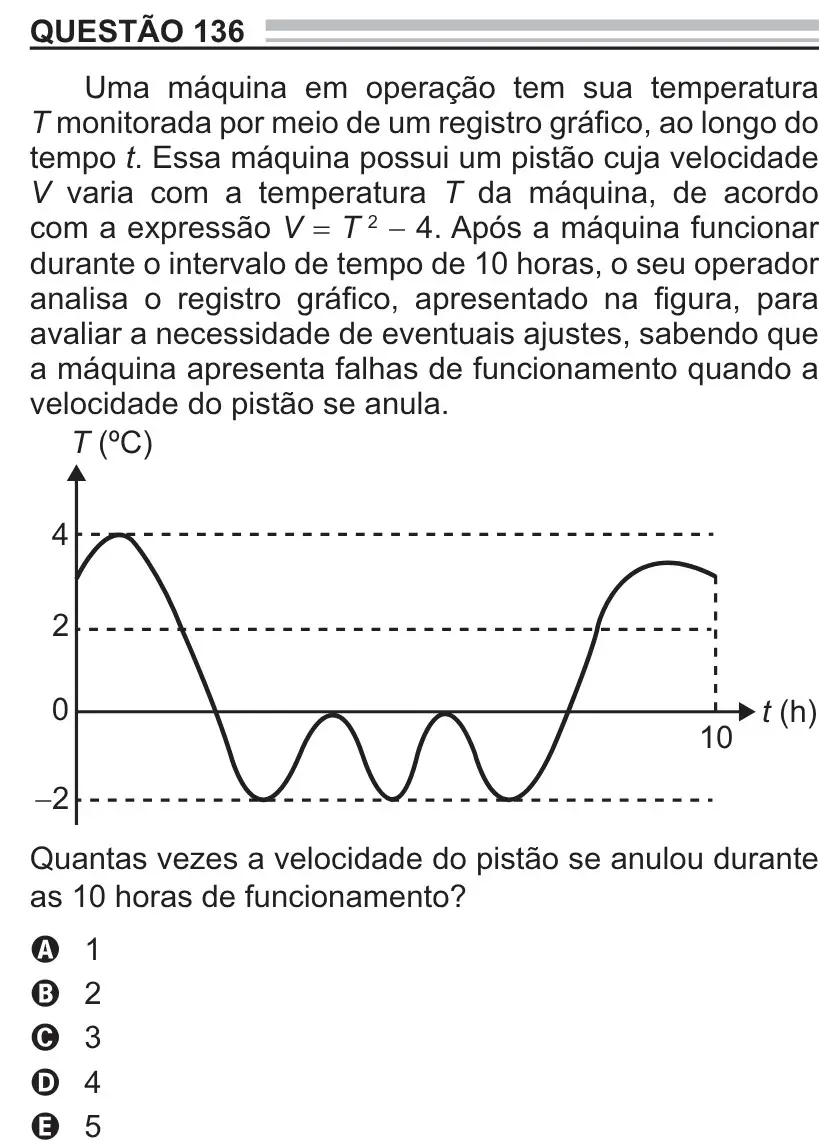 QUESTÃO 136
Uma máquina em operação tem sua temperatura
T monitorada por meio de um registro gráfico, ao longo do
tempo t. Essa máquina possui um pistão cuja velocidade
V varia com a temperatura T da máquina, de acordo
com a expressão V = T² – 4. Após a máquina funcionar
durante o intervalo de tempo de 10 horas, o seu operador
analisa o registro gráfico, apresentado na figura, para
avaliar a necessidade de eventuais ajustes, sabendo que
a máquina apresenta falhas de funcionamento quando a
velocidade do pistão se anula.
T (ºC)
4
2
0
t (h)
10
–2
Quantas vezes a velocidade do pistão se anulou durante
as 10 horas de funcionamento?
A 1
B 2
C 3
D 4
E 5